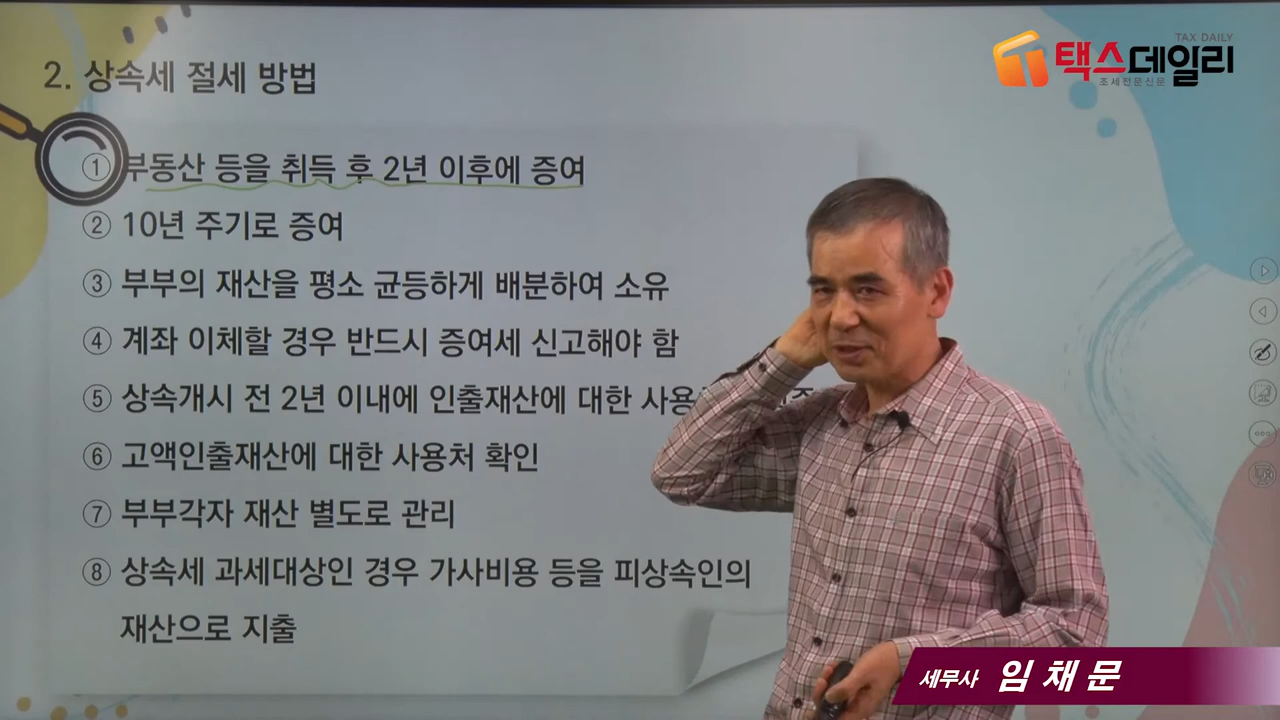 2. 상속세 절세 방법
TAX DAILY
택스데일리
조세전문신문
① 부동산 등을 취득 후 2년 이후에 증여
② 10년 주기로 증여
③ 부부의 재산을 평소 균등하게 배분하여 소유
④ 계좌 이체할 경우 반드시 증여세 신고해야 함
⑤ 상속개시 전 2년 이내에 인출재산에 대한
⑥ 고액인출재산에 대한 사용처 확인
⑦ 부부각자 재산 별도로 관리
⑧ 상속세 과세대상인 경우 가사비용 등을 피상속인의
재산으로 지출
세무사 임채문